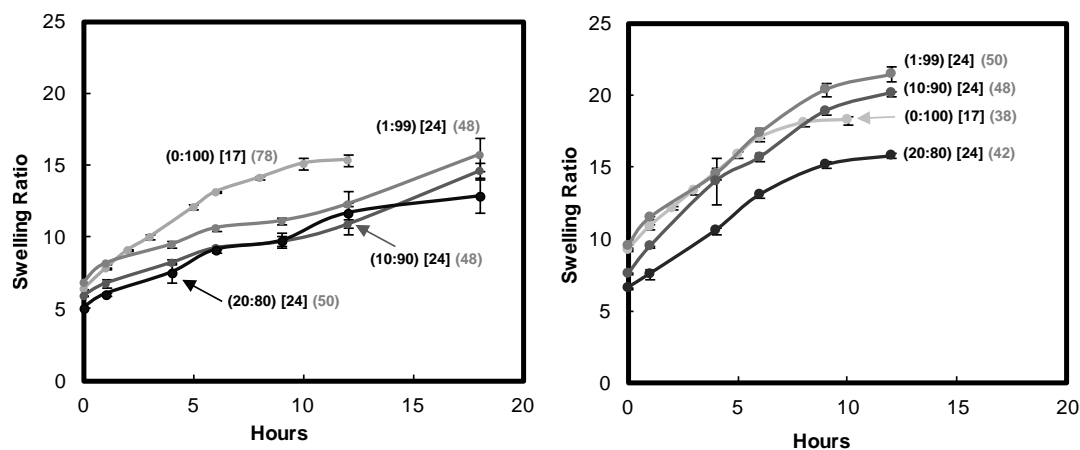 25
20
15
10
5
0
Swelling Ratio
0
5
10
15
20
Hours
(0:100) [17] (78)
(1:99) [24] (48)
(10:90) [24] (48)
(20:80) [24] (50)
25
20
15
10
5
0
Swelling Ratio
0
5
10
15
20
Hours
(1:99) [24] (50)
(10:90) [24] (48)
(0:100) [17] (38)
(20:80) [24] (42)